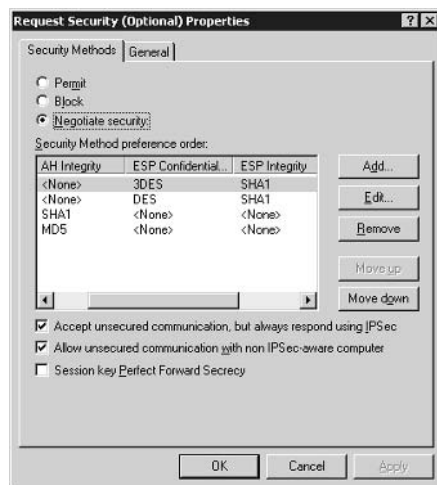 Request Security (Optional) Properties
Security Methods General
Permit
Block
Negotiate security:
Security Method preference order:
AH Integrity ESP Confidential... ESP Integrity
<None> 3DES SHA1
<None> DES SHA1
SHA1 <None> <None>
MD5 <None> <None>
Add...
Edit...
Remove
Move up
Move down
Accept unsecured communication, but always respond using IPSec
Allow unsecured communication with non IPSec-aware computer
Session key Perfect Forward Secrecy
OK Cancel Apply